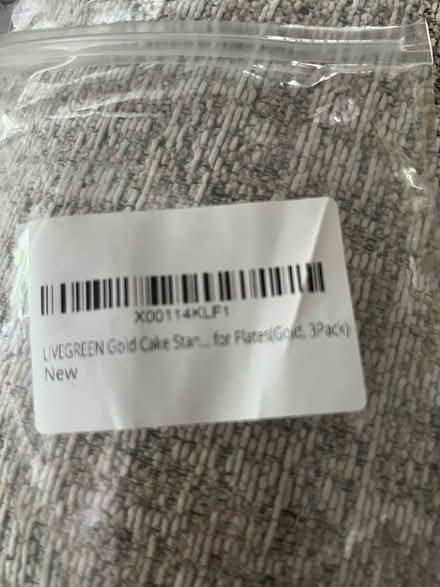 X00114KLF1
LIVEGREEN Gold Cake Stan... for Plates(Gold, 3Pack)
New